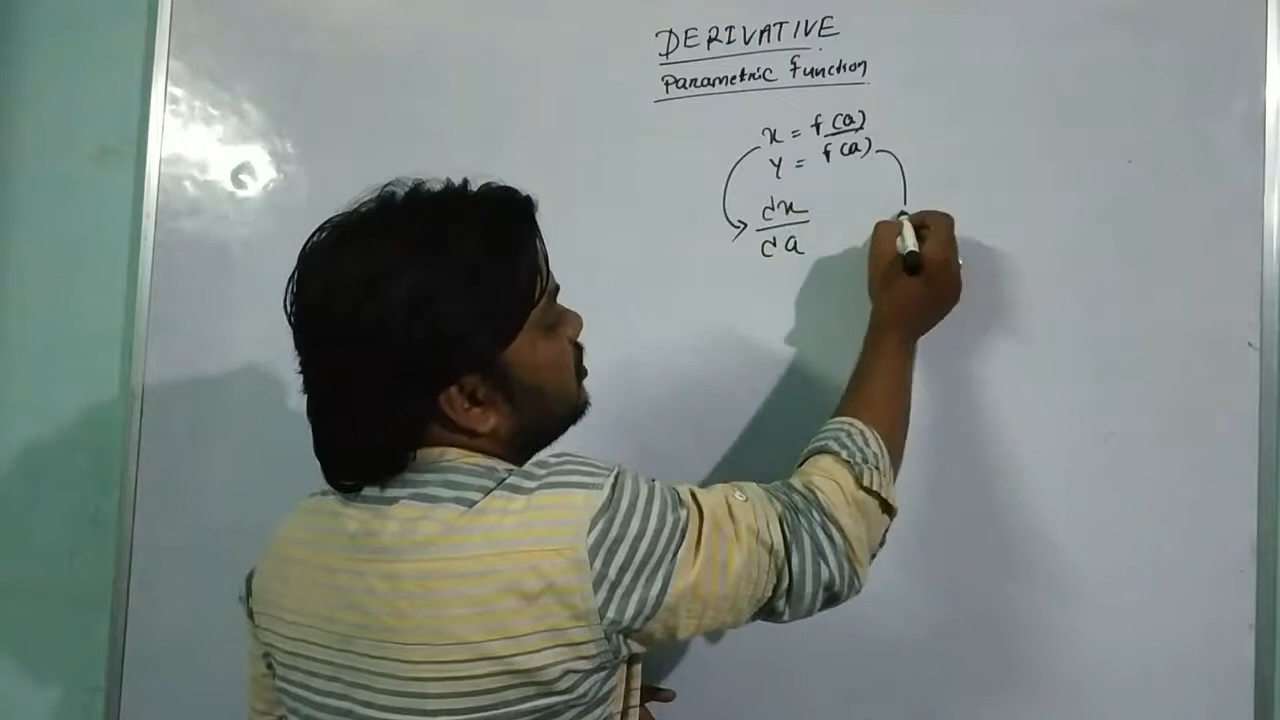 DERIVATIVE
Parametric Function
x = f(a)
y = f(a)
dx
da